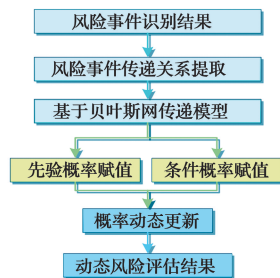 风险事件识别结果
风险事件传递关系提取
基于贝叶斯网传递模型
先验概率赋值
条件概率赋值
概率动态更新
动态风险评估结果